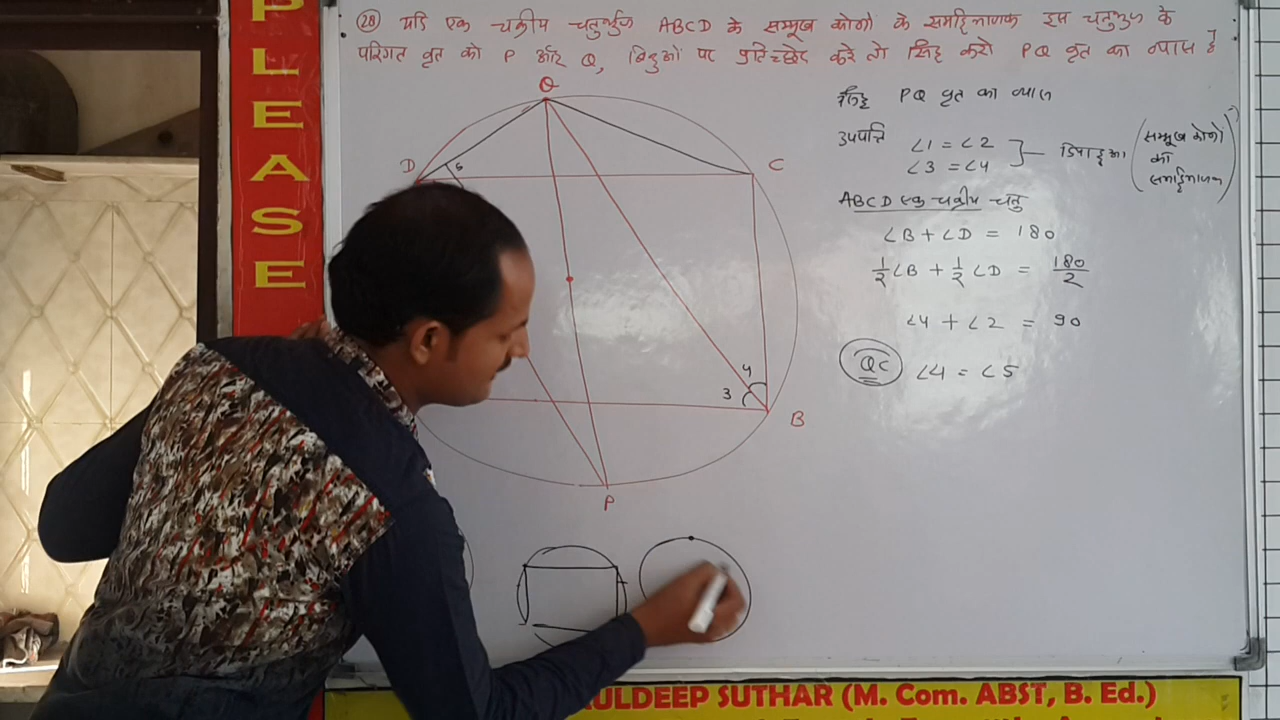 PLEASE
(28) यदि एक चक्रीय चतुर्भुज ABCD के सम्मुख कोणों के समद्विभाजक इस चतुर्भुज के
परिगत वृत को P और Q, बिंदुओं पर प्रतिच्छेद करे तो सिद्ध करो PQ वृत का व्यास है
Q
D
C
5
4
3
B
P
सिद्ध PQ वृत का व्यास
उपपत्ति ∠1 = ∠2
∠3 = ∠4
(सम्मुख कोणों
का
समद्विभाजक)
ABCD एक चक्रीय चतु
∠B + ∠D = 180
1/2 ∠B + 1/2 ∠D = 180/2
∠4 + ∠2 = 90
QC ∠4 = ∠5
ULDEEP SUTHAR (M. Com. ABST, B. Ed.)